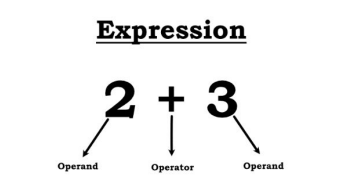 Expression
2 + 3
Operand Operator Operand